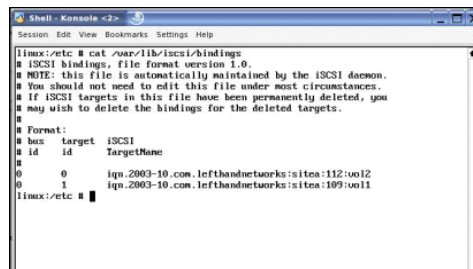 Shell - Konsole <2>
Session Edit View Bookmarks Settings Help
linux:/etc # cat /var/lib/iscsi/bindings
# iSCSI bindings, file format version 1.0.
# NOTE: this file is automatically maintained by the iSCSI daemon.
# You should not need to edit this file under most circumstances.
# If iSCSI targets in this file have been permanently deleted, you
# may wish to delete the bindings for the deleted targets.
#
# Format:
# bus target iSCSI
# id id TargetName
#
0 0 iqn.2003-10.com.lefthandnetworks:sitea:112:vol2
0 1 iqn.2003-10.com.lefthandnetworks:sitea:109:vol1
linux:/etc #